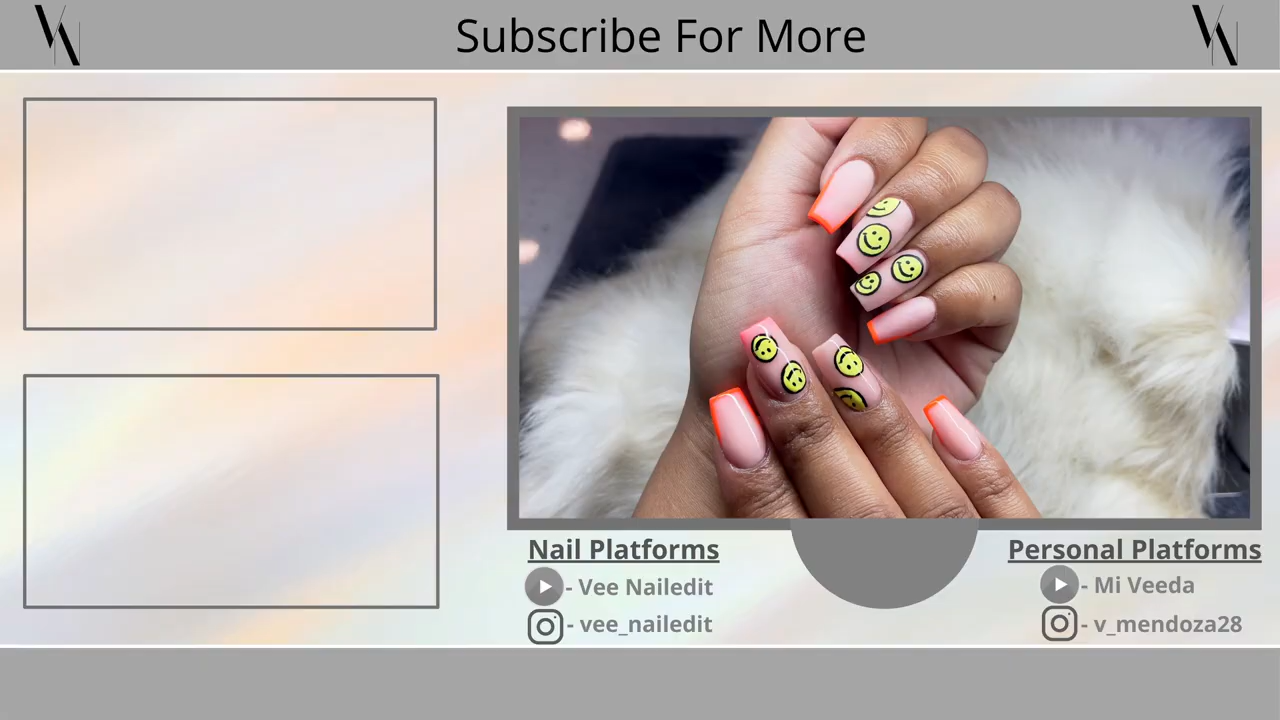 Subscribe For More
Nail Platforms
- Vee Nailedit
- vee_nailedit
Personal Platforms
- Mi Veeda
- v_mendoza28